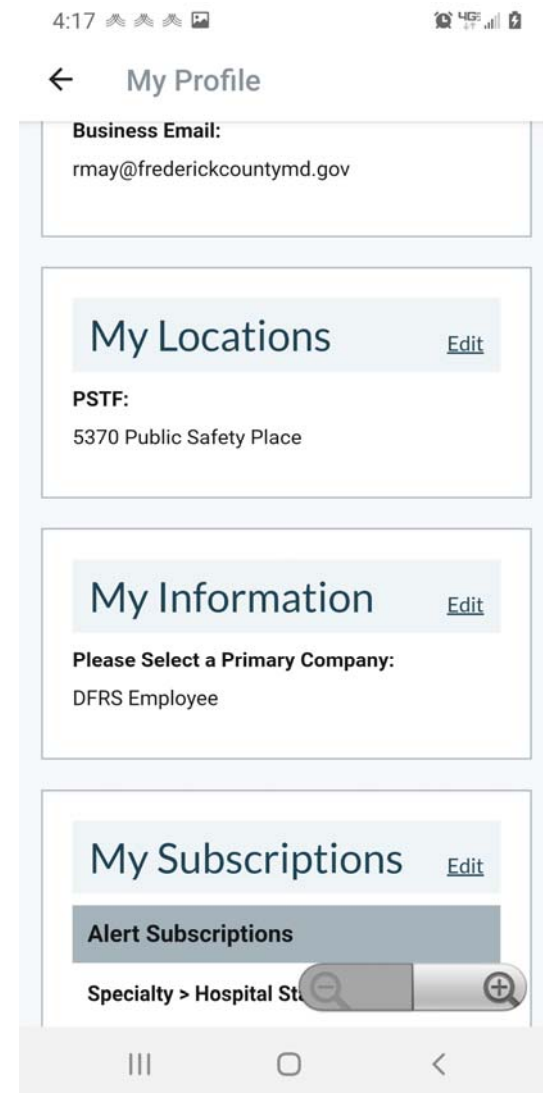 4:17
My Profile
Business Email:
rmay@frederickcountymd.gov
My Locations Edit
PSTF:
5370 Public Safety Place
My Information Edit
Please Select a Primary Company:
DFRS Employee
My Subscriptions Edit
Alert Subscriptions
Specialty > Hospital